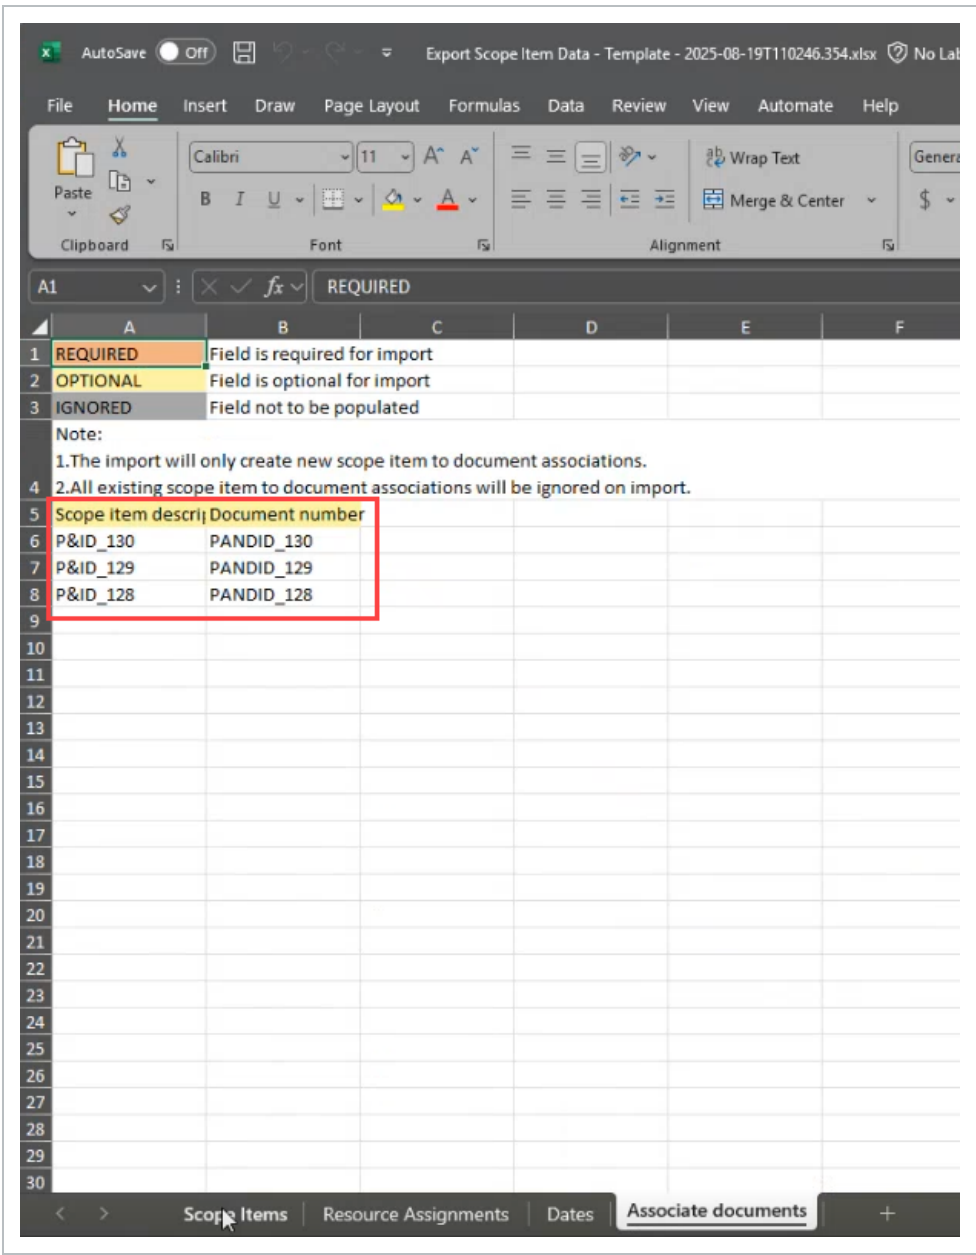 AutoSave Off Export Scope Item Data - Template - 2025-08-19T110246.354.xlsx No Lab
File Home Insert Draw Page Layout Formulas Data Review View Automate Help
Calibri 11 A A Wrap Text Genera
Paste B I U A Merge & Center $
Clipboard Font Alignment
A1 fx REQUIRED
A B C D E F
1 REQUIRED Field is required for import
2 OPTIONAL Field is optional for import
3 IGNORED Field not to be populated
Note:
1.The import will only create new scope item to document associations.
4 2.All existing scope item to document associations will be ignored on import.
5 Scope item descrip Document number
6 P&ID_130 PANDID_130
7 P&ID_129 PANDID_129
8 P&ID_128 PANDID_128
9
10
11
12
13
14
15
16
17
18
19
20
21
22
23
24
25
26
27
28
29
30
Scope Items Resource Assignments Dates Associate documents